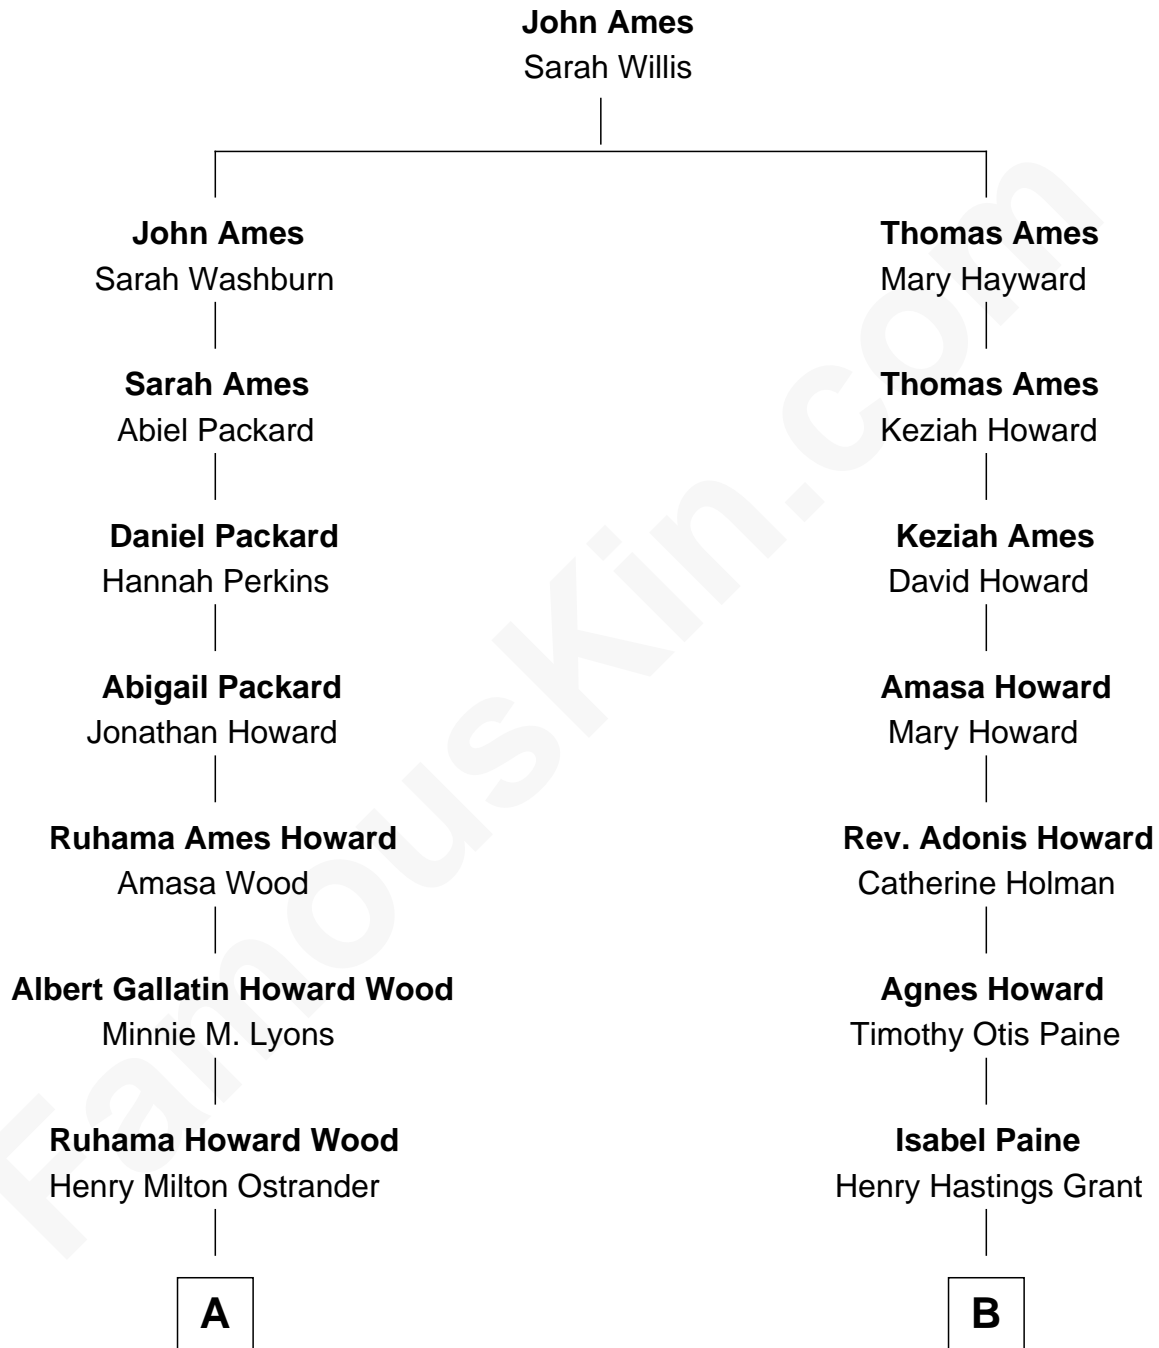 John Ames
Sarah Willis
John Ames
Sarah Washburn
Thomas Ames
Mary Hayward
Sarah Ames
Abiel Packard
Thomas Ames
Keziah Howard
Daniel Packard
Hannah Perkins
Keziah Ames
David Howard
Abigail Packard
Jonathan Howard
Amasa Howard
Mary Howard
Ruhama Ames Howard
Amasa Wood
Rev. Adonis Howard
Catherine Holman
Albert Gallatin Howard Wood
Minnie M. Lyons
Agnes Howard
Timothy Otis Paine
Ruhama Howard Wood
Henry Milton Ostrander
Isabel Paine
Henry Hastings Grant
A
B
FamousKin.com